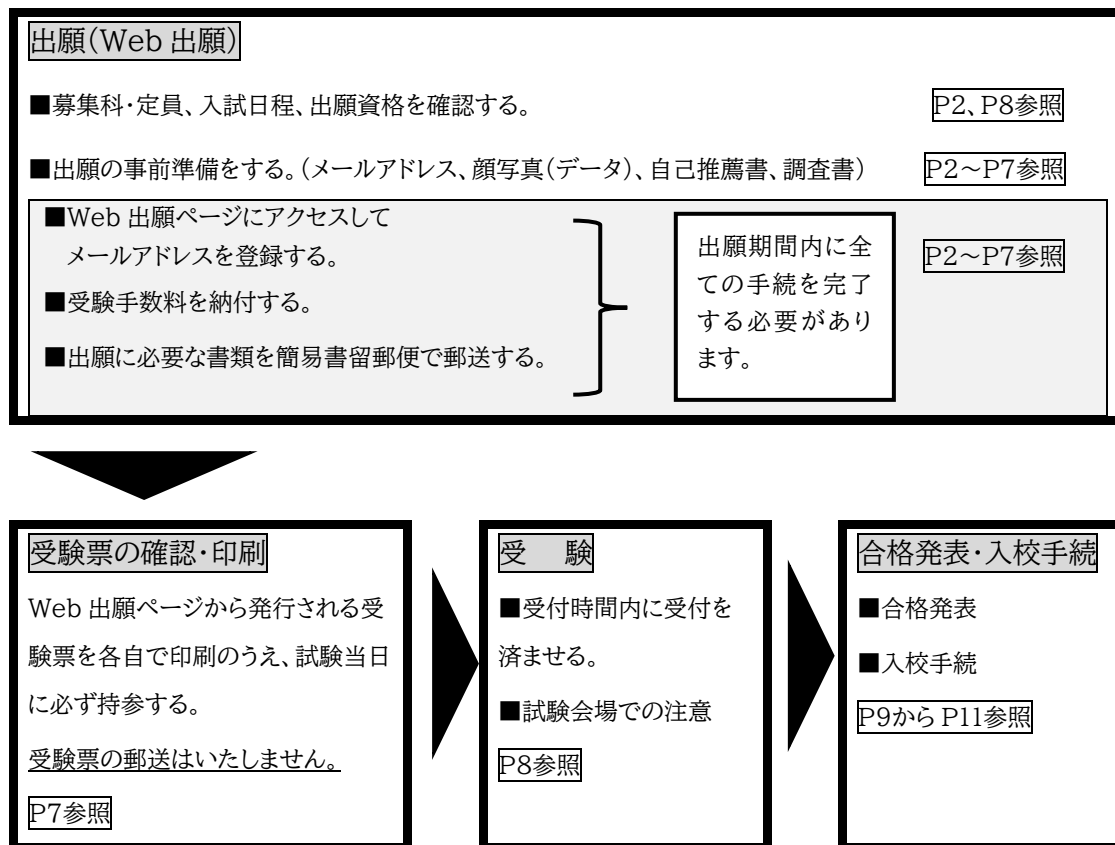 出願(Web 出願)
■募集科・定員、入試日程、出願資格を確認する。 P2、P8参照
■出願の事前準備をする。(メールアドレス、顔写真(データ)、自己推薦書、調査書) P2~P7参照
■Web 出願ページにアクセスして
メールアドレスを登録する。
■受験手数料を納付する。
■出願に必要な書類を簡易書留郵便で郵送する。
出願期間内に全
ての手続を完了
する必要があり
ます。
P2~P7参照
受験票の確認・印刷
Web 出願ページから発行される受
験票を各自で印刷のうえ、試験当日
に必ず持参する。
受験票の郵送はいたしません。
P7参照
受 験
■受付時間内に受付を
済ませる。
■試験会場での注意
P8参照
合格発表・入校手続
■合格発表
■入校手続
P9から P11参照